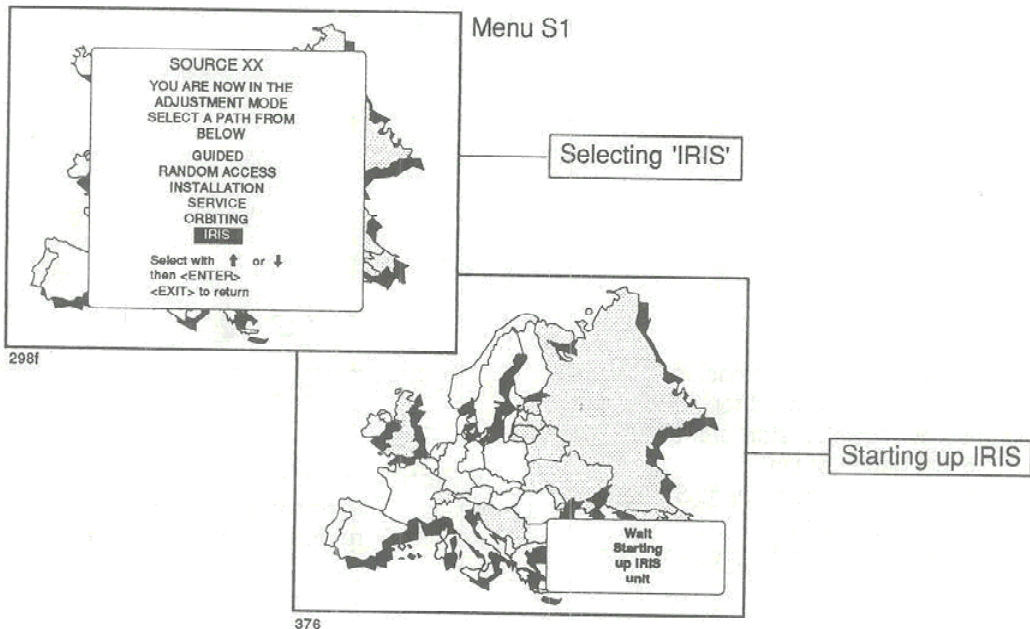 Menu S1
SOURCE XX
YOU ARE NOW IN THE
ADJUSTMENT MODE
SELECT A PATH FROM
BELOW
GUIDED
RANDOM ACCESS
INSTALLATION
SERVICE
ORBITING
IRIS
Select with ↑ or ↓
then <ENTER>
<EXIT> to return
298f
Selecting 'IRIS'
Starting up IRIS
Wait
Starting
up IRIS
unit
376